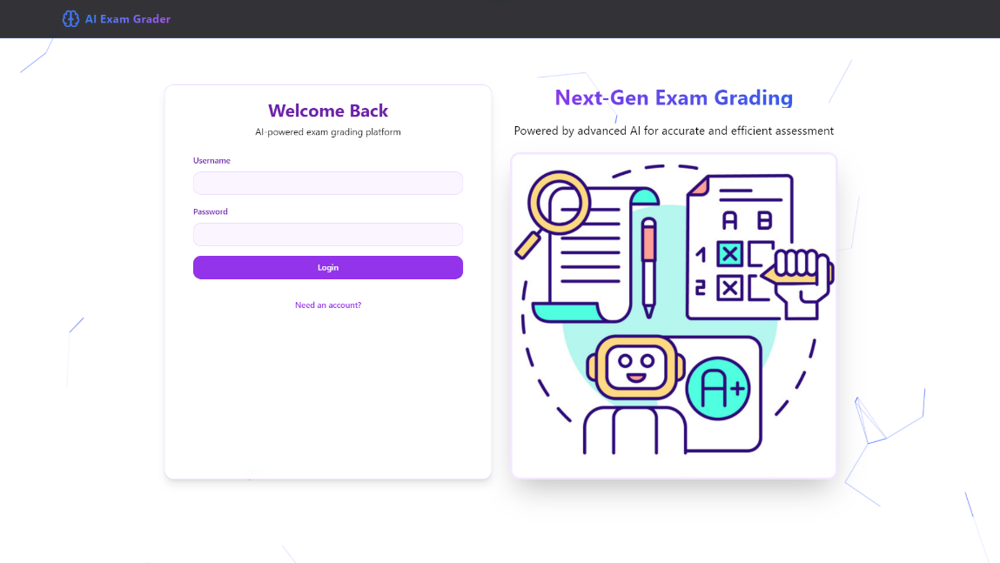 AI Exam Grader
Welcome Back
AI-powered exam grading platform
Username
Password
Login
Need an account?
Next-Gen Exam Grading
Powered by advanced AI for accurate and efficient assessment
A B
1
2
A+